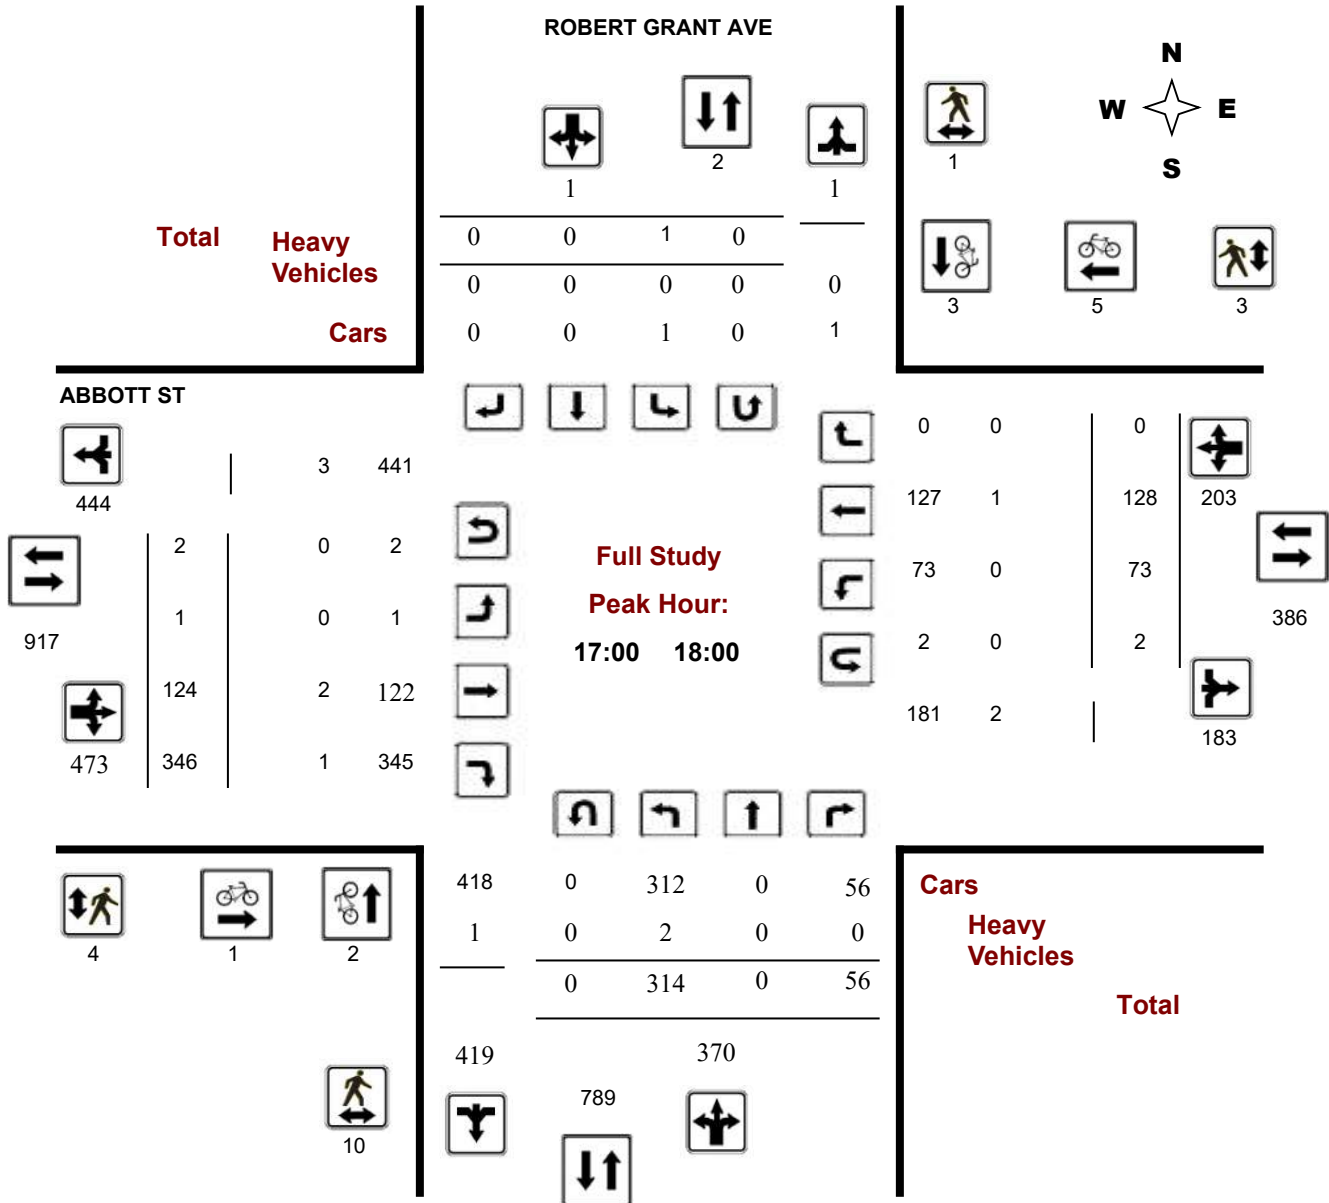 ROBERT GRANT AVE
N
W E
S
2
1 1 1
Total Heavy Vehicles 0 0 1 0
0 0 0 0 0
Cars 0 0 1 0 1
3 5 3
ABBOTT ST
0 0 0
3 441
444
127 1 128 203
2 0 2
Full Study
73 0 73
1 0 1
Peak Hour:
386
917
17:00 18:00
2 0 2
124 2 122
181 2
183
473 346 1 345
418 0 312 0 56
Cars
1 0 2 0 0
Heavy
Vehicles
4 1 2
0 314 0 56
Total
419 370
789
10